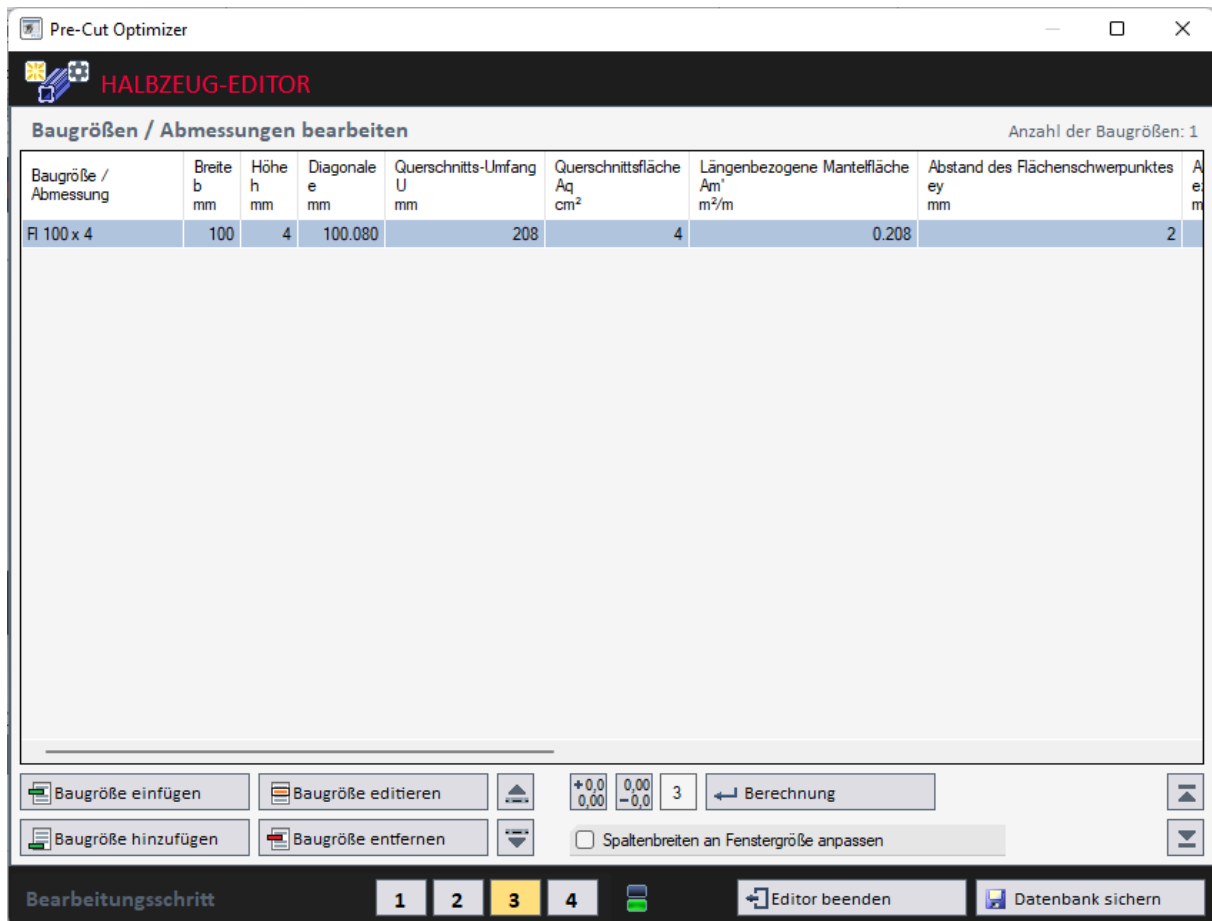 Pre-Cut Optimizer
HALBZEUG-EDITOR
Baugrößen / Abmessungen bearbeiten
Anzahl der Baugrößen: 1
Baugröße / Abmessung
Breite b mm
Höhe h mm
Diagonale e mm
Querschnitts-Umfang U mm
Querschnittsfläche Aq cm²
Längenbezogene Mantelfläche Am' m²/m
Abstand des Flächenschwerpunktes ey mm
Fl 100 x 4 100 4 100.080 208 4 0.208 2
Baugröße einfügen
Baugröße editieren
+0,0 0,00
0,00 -0,0
3
Berechnung
Baugröße hinzufügen
Baugröße entfernen
Spaltenbreiten an Fenstergröße anpassen
Bearbeitungsschritt
1 2 3 4
Editor beenden
Datenbank sichern